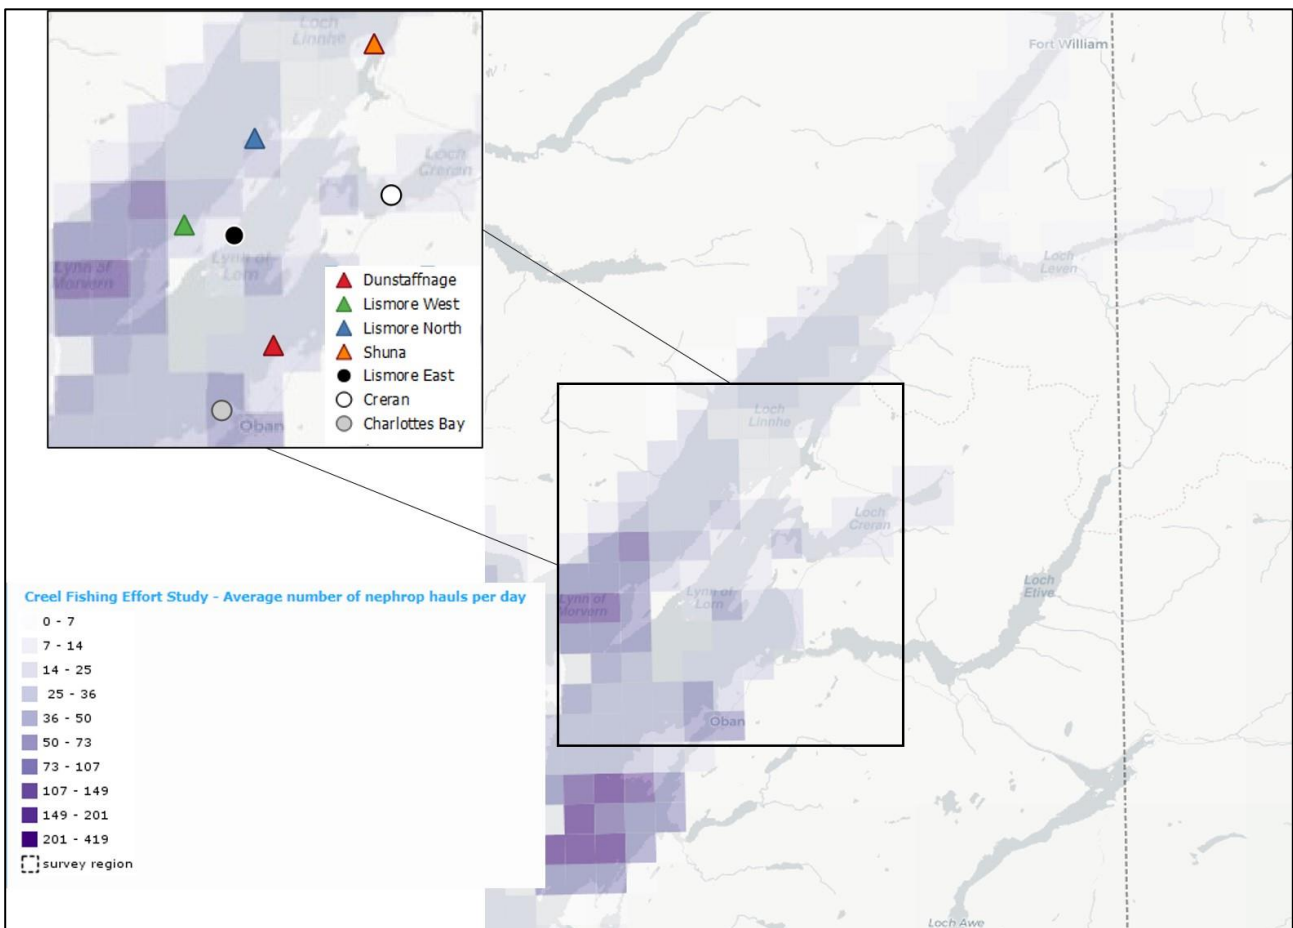 Loch
Linnhe
Loch
Creran
Lynn of
Lorn
Lynn of
Morvern
Oban
Dunstaffnage
Lismore West
Lismore North
Shuna
Lismore East
Creran
Charlottes Bay
Fort William
Loch
Leven
Loch
Linnhe
Loch
Creran
Loch
Etive
Lynn of
Morvern
Lynn of
Lorn
Oban
Loch Awe
Creel Fishing Effort Study - Average number of nephrop hauls per day
0 - 7
7 - 14
14 - 25
25 - 36
36 - 50
50 - 73
73 - 107
107 - 149
149 - 201
201 - 419
survey region